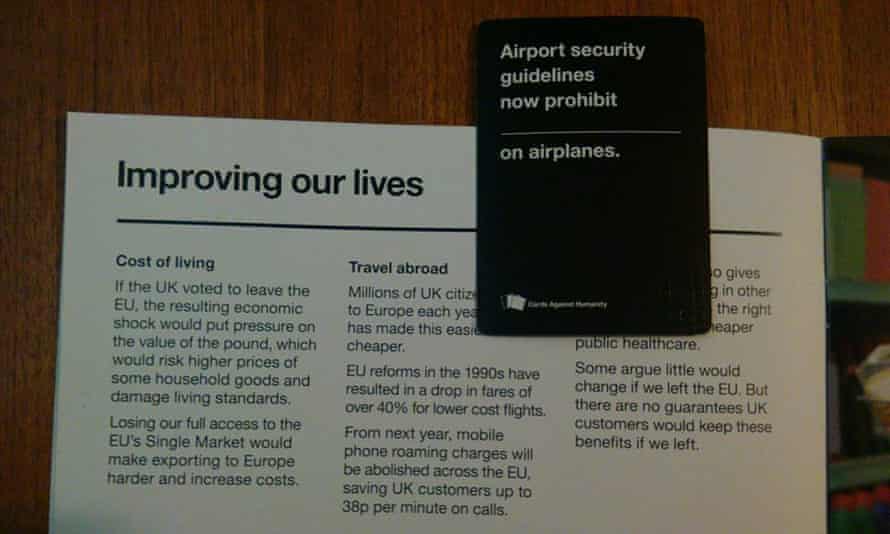 Airport security
guidelines
now prohibit
on airplanes.
Cards Against Humanity
Improving our lives
Cost of living
If the UK voted to leave the
EU, the resulting economic
shock would put pressure on
the value of the pound, which
would risk higher prices of
some household goods and
damage living standards.
Losing our full access to the
EU's Single Market would
make exporting to Europe
harder and increase costs.
Travel abroad
Millions of UK
to Europe each
has made this
cheaper.
EU reforms in the 1990s have
resulted in a drop in fares of
over 40% for lower cost flights.
From next year, mobile
phone roaming charges will
be abolished across the EU,
saving UK customers up to
38p per minute on calls.
gives
in other
the right
public healthcare.
Some argue little would
change if we left the EU. But
there are no guarantees UK
customers would keep these
benefits if we left.